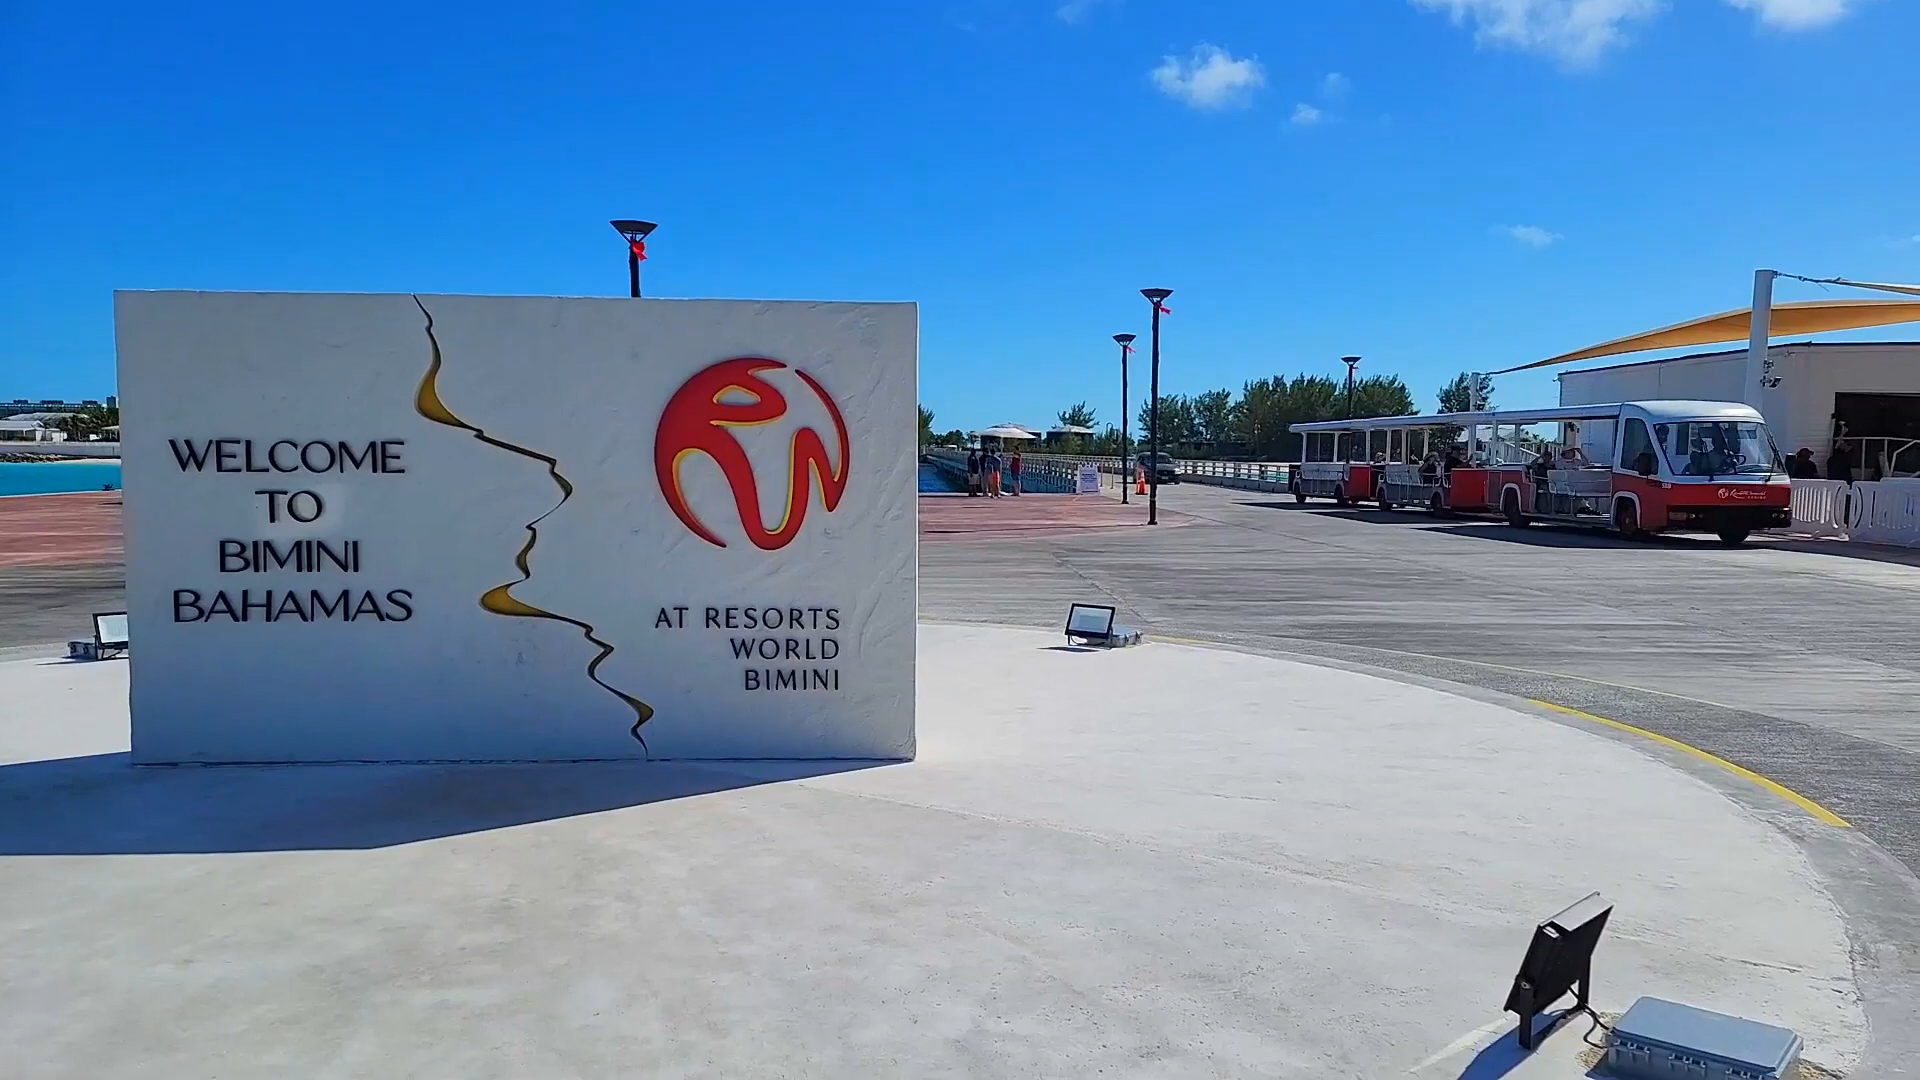 WELCOME
TO
BIMINI
BAHAMAS
AT RESORTS
WORLD
BIMINI